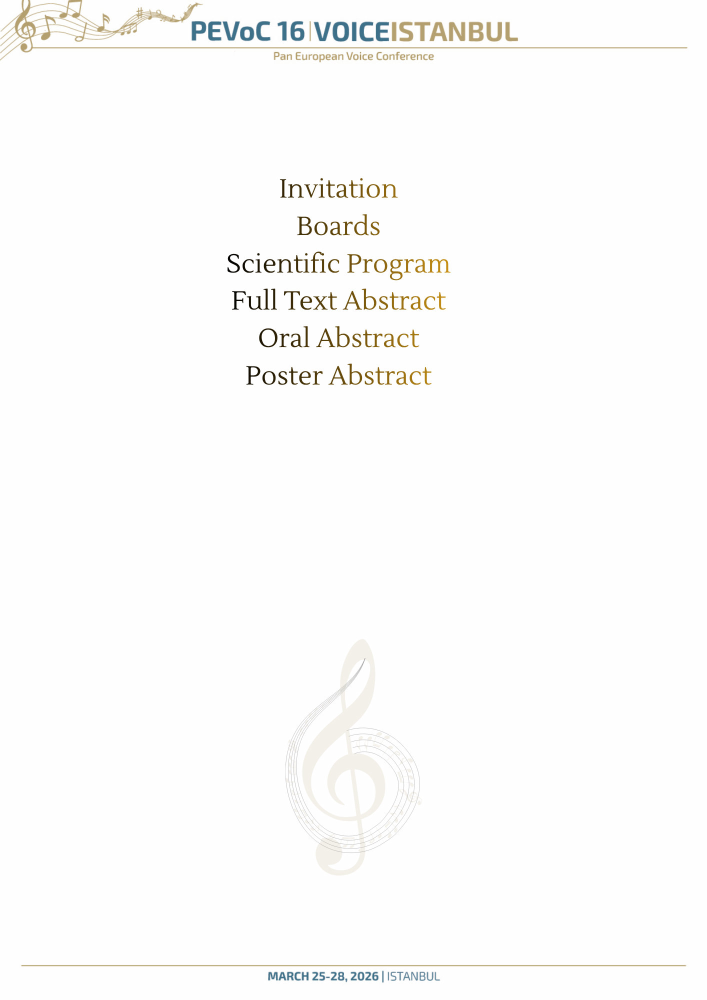 PEVoC 16 | VOICEISTANBUL
Pan European Voice Conference
Invitation
Boards
Scientific Program
Full Text Abstract
Oral Abstract
Poster Abstract
MARCH 25-28, 2026 | ISTANBUL